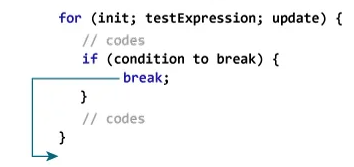 for (init; testExpression; update) {
// codes
if (condition to break) {
break;
}
// codes
}